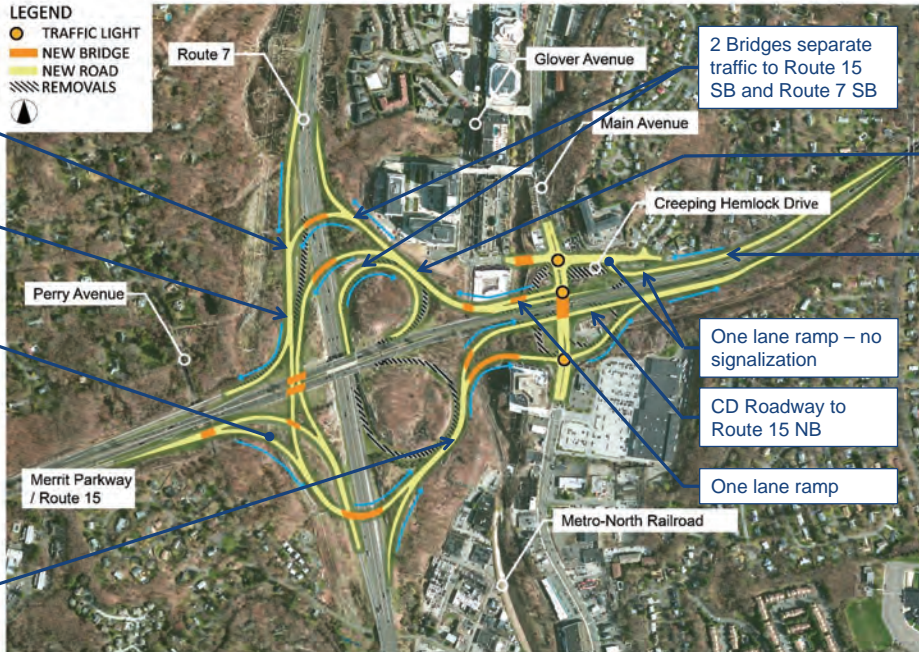 LEGEND
TRAFFIC LIGHT
NEW BRIDGE
NEW ROAD
REMOVALS
Route 7
Glover Avenue
2 Bridges separate
traffic to Route 15
SB and Route 7 SB
Main Avenue
Creeping Hemlock Drive
Perry Avenue
One lane ramp – no
signalization
CD Roadway to
Route 15 NB
One lane ramp
Merrit Parkway
/ Route 15
Metro-North Railroad